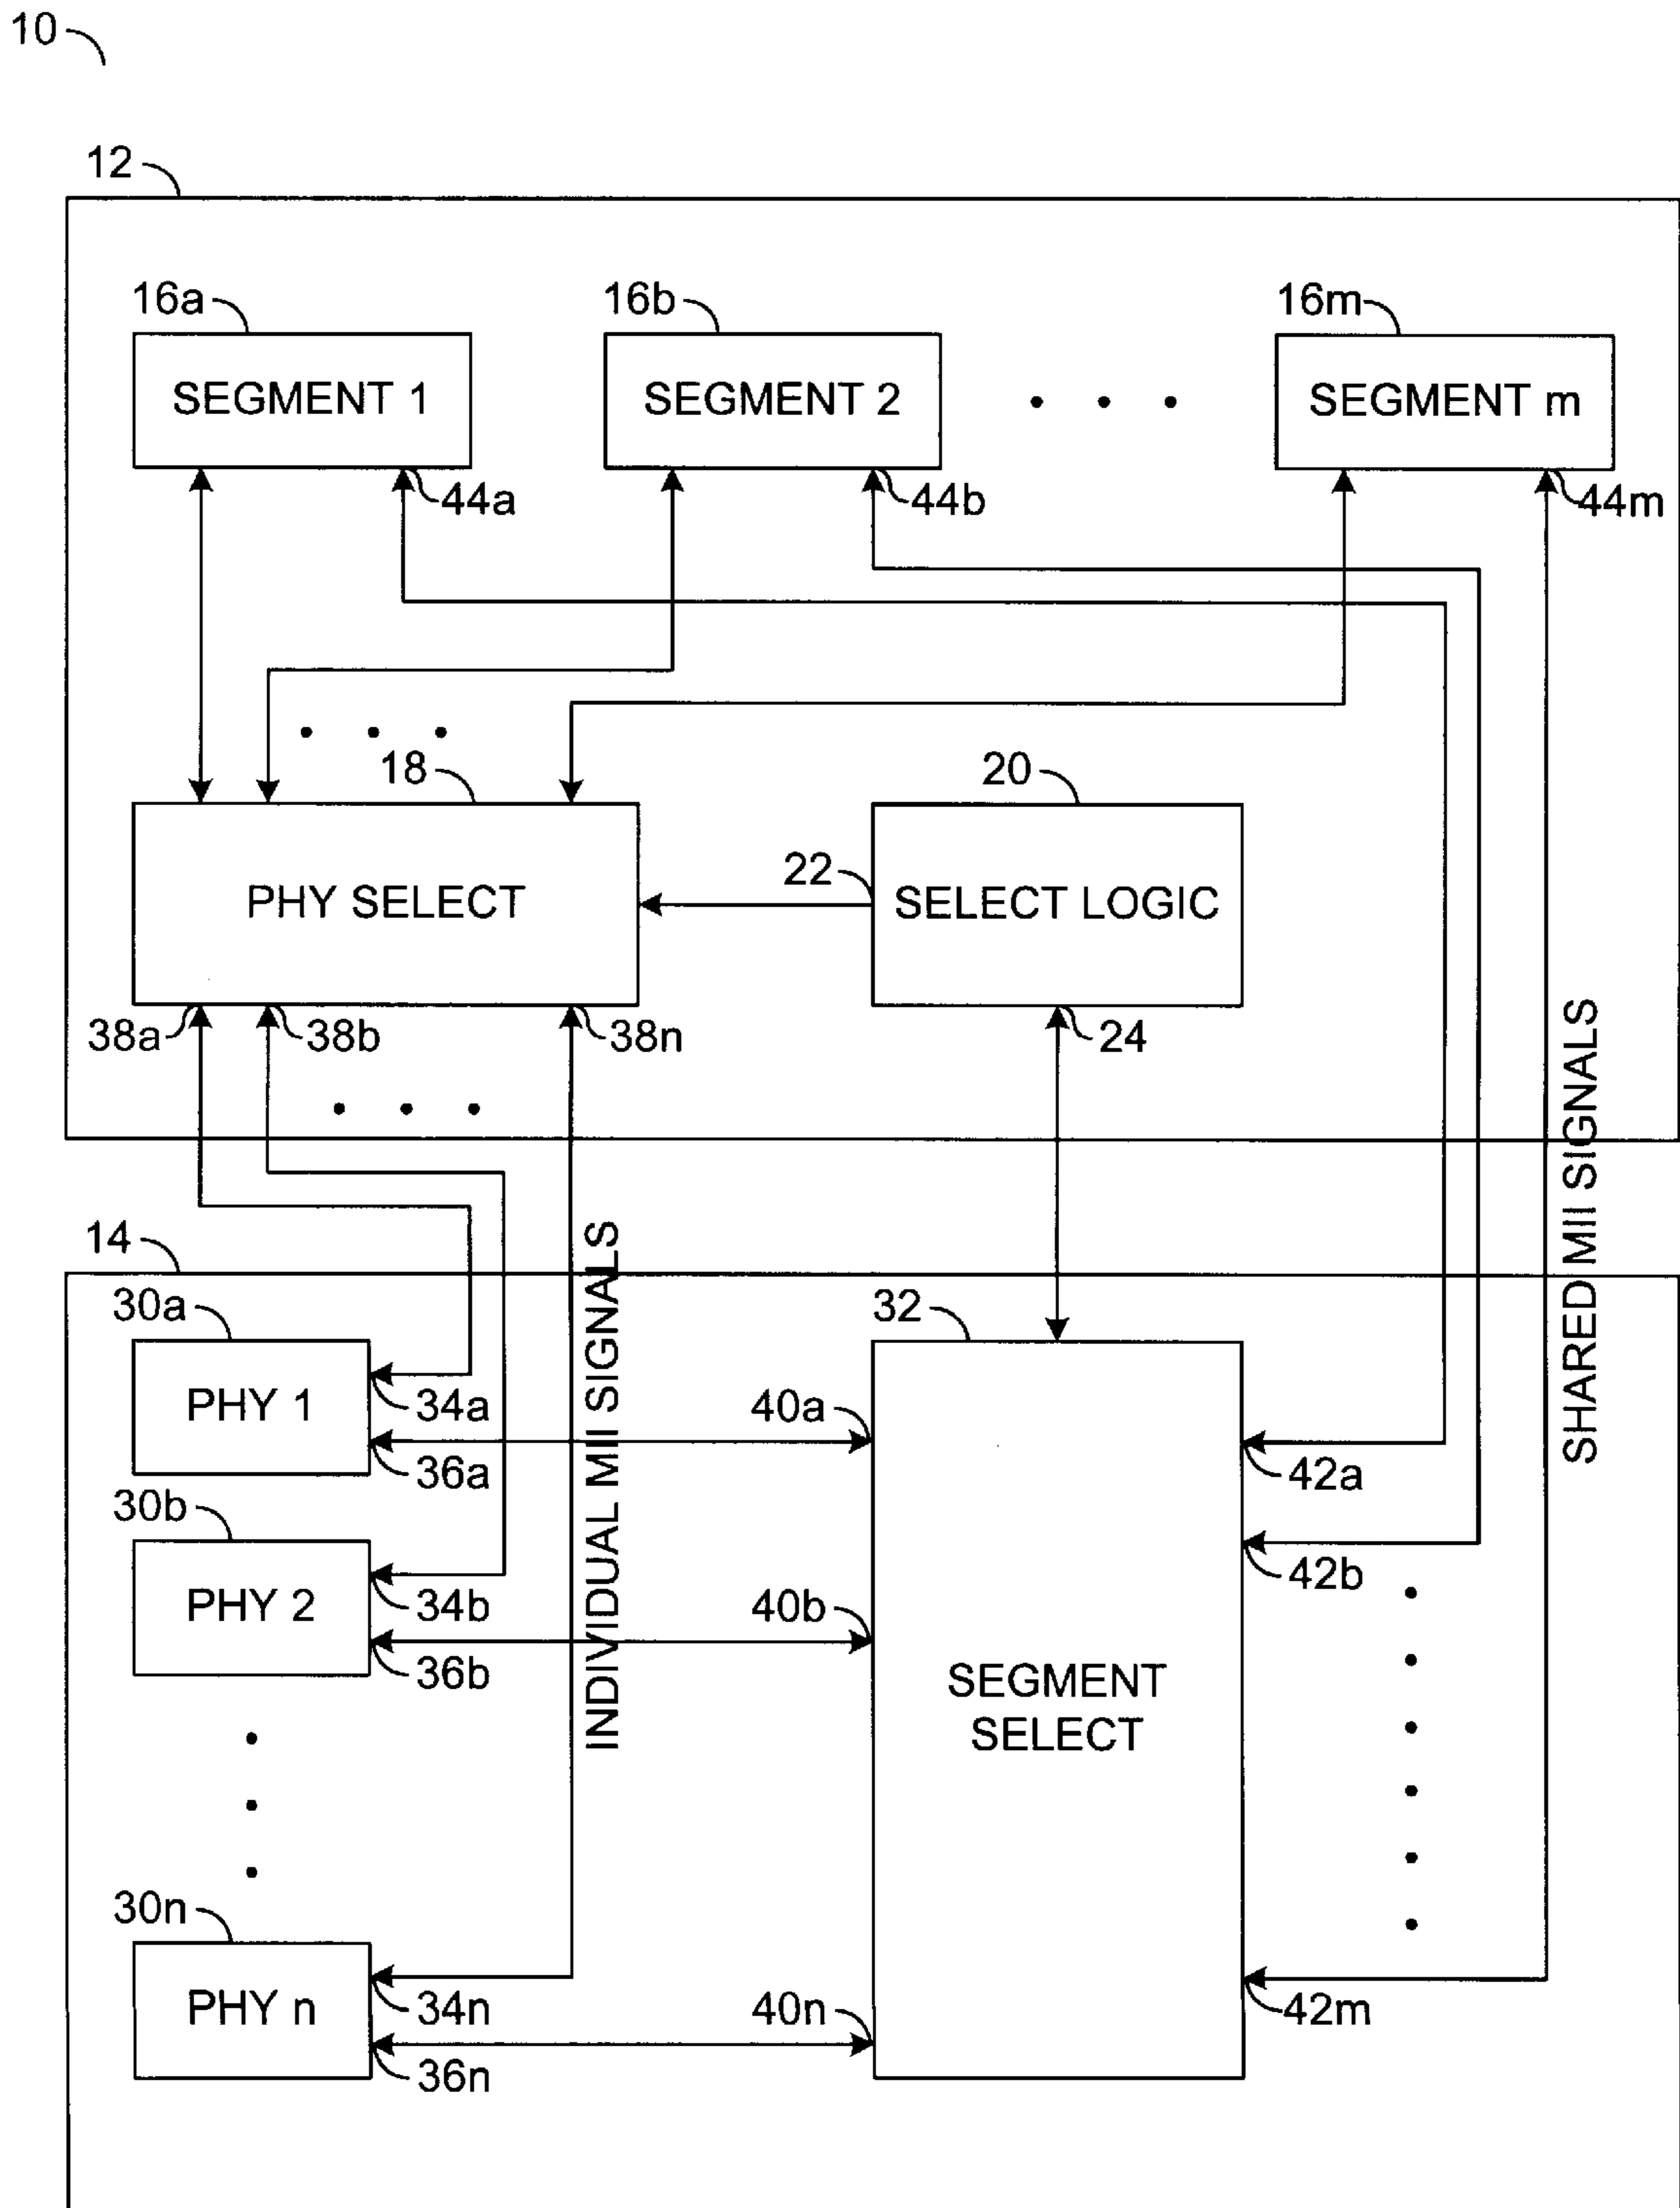 10
12
16a
16b
16m
SEGMENT 1
SEGMENT 2
SEGMENT m
44a
44b
44m
18
20
PHY SELECT
22
SELECT LOGIC
38a
38b
38n
24
SHARED MII SIGNALS
INDIVIDUAL MII SIGNALS
14
30a
32
PHY 1
34a
40a
36a
42a
30b
PHY 2
34b
40b
42b
36b
SEGMENT
SELECT
30n
PHY n
34n
40n
42m
36n